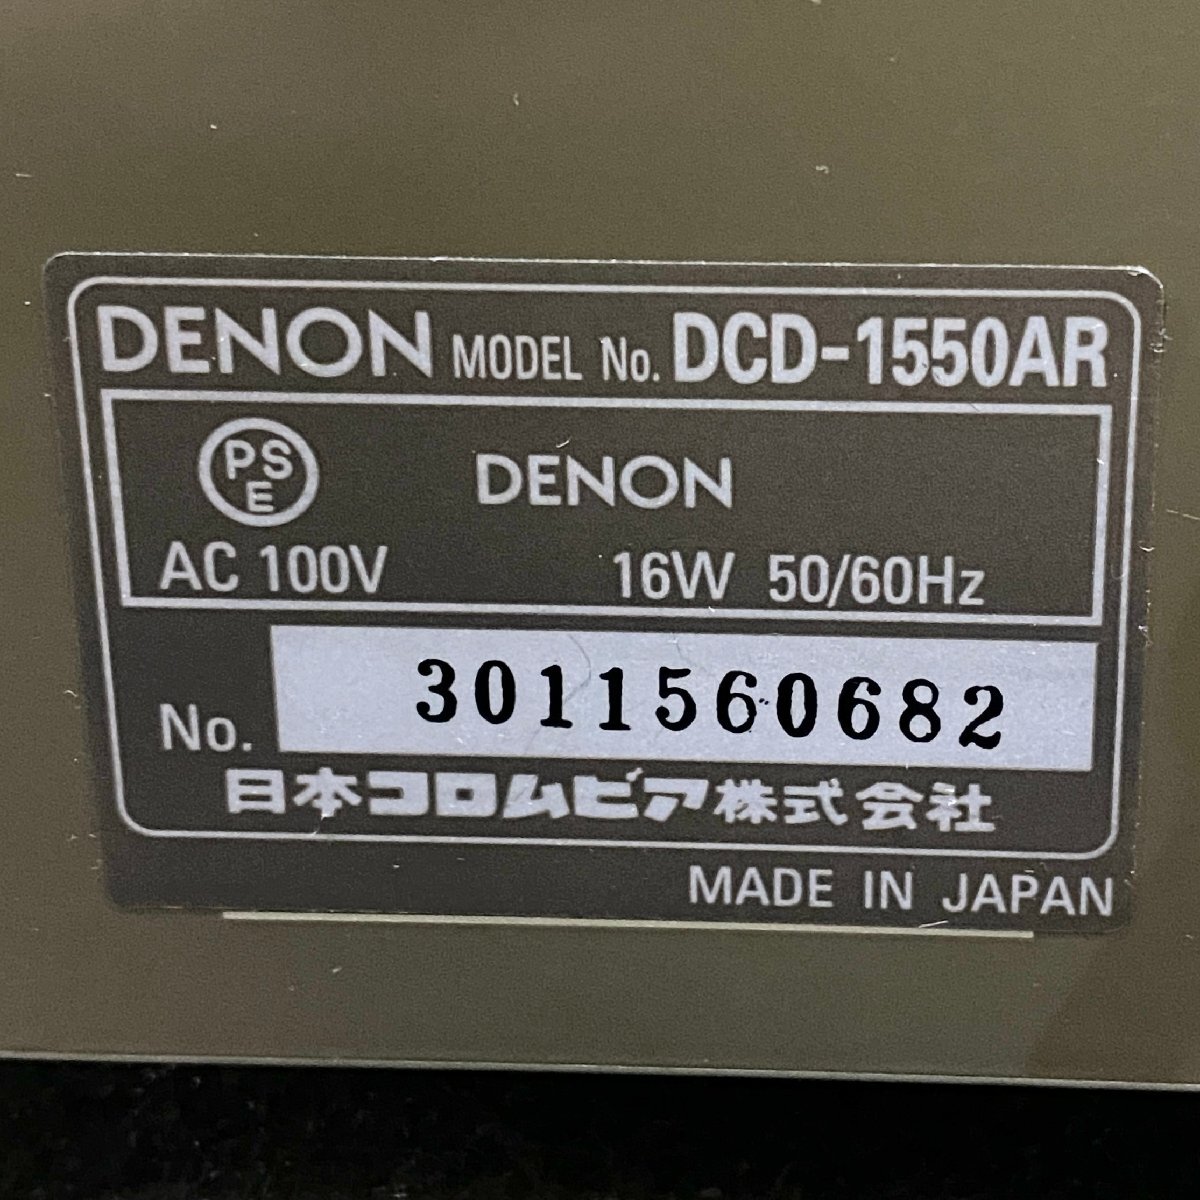 DENON MODEL No. DCD-1550AR
PS
E
DENON
AC 100V 16W 50/60Hz
No. 3011560682
日本コロムビア株式会社
MADE IN JAPAN